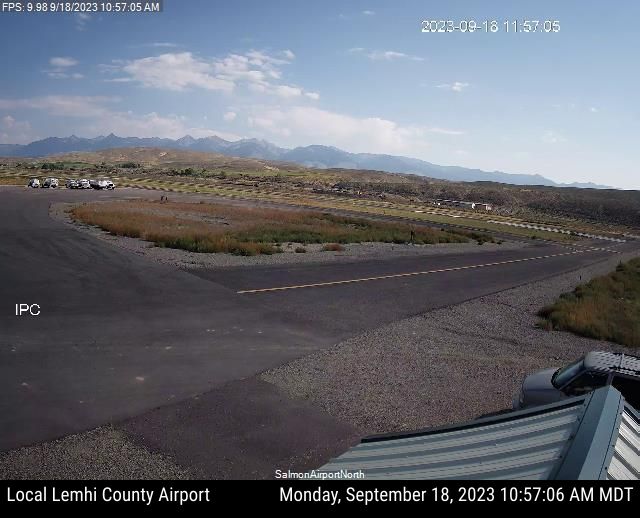 FPS: 9.98 9/18/2023 10:57:05 AM
2023-09-18 11:57:05
IPC
SalmonAirportNorth
Local Lemhi County Airport
Monday, September 18, 2023 10:57:06 AM MDT